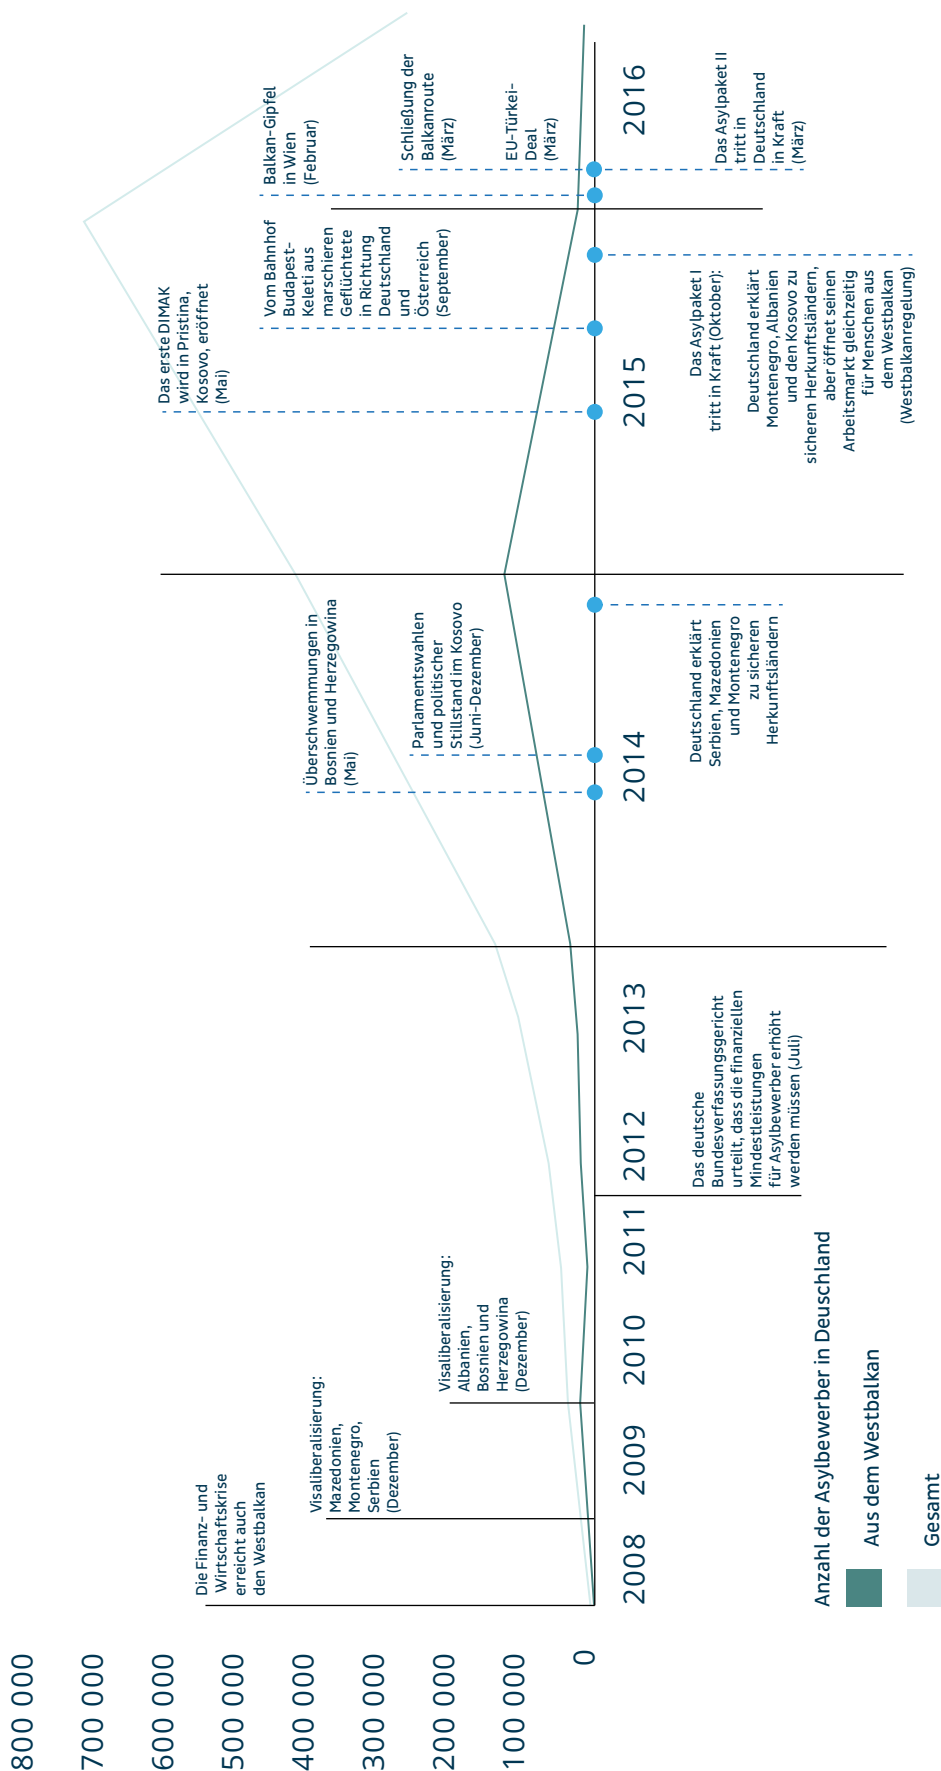 800 000
700 000
600 000
500 000
400 000
300 000
200 000
100 000
0
Die Finanz- und
Wirtschaftskrise
erreicht auch
den Westbalkan
Visaliberalisierung:
Mazedonien,
Montenegro,
Serbien
(Dezember)
Visaliberalisierung:
Albanien,
Bosnien und
Herzegowina
(Dezember)
Überschwemmungen in
Bosnien und Herzegowina
(Mai)
Parlamentswahlen
und politischer
Stillstand im Kosovo
(Juni-Dezember)
Das erste DIMAK
wird in Pristina,
Kosovo, eröffnet
(Mai)
Vom Bahnhof
Budapest-
Keleti aus
marschieren
Geflüchtete
in Richtung
Deutschland
und
Österreich
(September)
Balkan-Gipfel
in Wien
(Februar)
Schließung der
Balkanroute
(März)
EU-Türkei-
Deal
(März)
2008
2009
2010
2011
2012
2013
2014
2015
2016
Das deutsche
Bundesverfassungsgericht
urteilt, dass die finanziellen
Mindestleistungen
für Asylbewerber erhöht
werden müssen (Juli)
Deutschland erklärt
Serbien, Mazedonien
und Montenegro
zu sicheren
Herkunftsländern
Das Asylpaket I
tritt in Kraft (Oktober):
Deutschland erklärt
Montenegro, Albanien
und den Kosovo zu
sicheren Herkunftsländern,
aber öffnet seinen
Arbeitsmarkt gleichzeitig
für Menschen aus
dem Westbalkan
(Westbalkanregelung)
Das Asylpaket II
tritt in
Deutschland
in Kraft
(März)
Anzahl der Asylbewerber in Deuschland
Aus dem Westbalkan
Gesamt